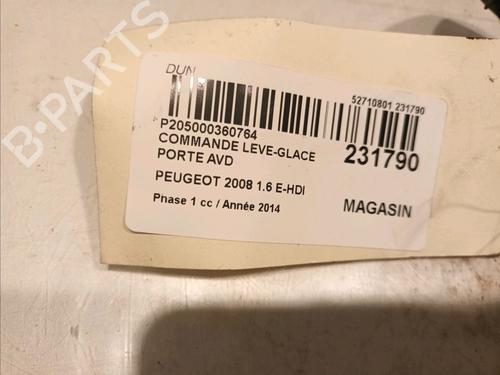 DUN
52710801 231790
P205000360764
COMMANDE LEVE-GLACE
PORTE AVD
231790
PEUGEOT 2008 1.6 E-HDI
Phase 1 cc / Année 2014
MAGASIN
B-PARTS